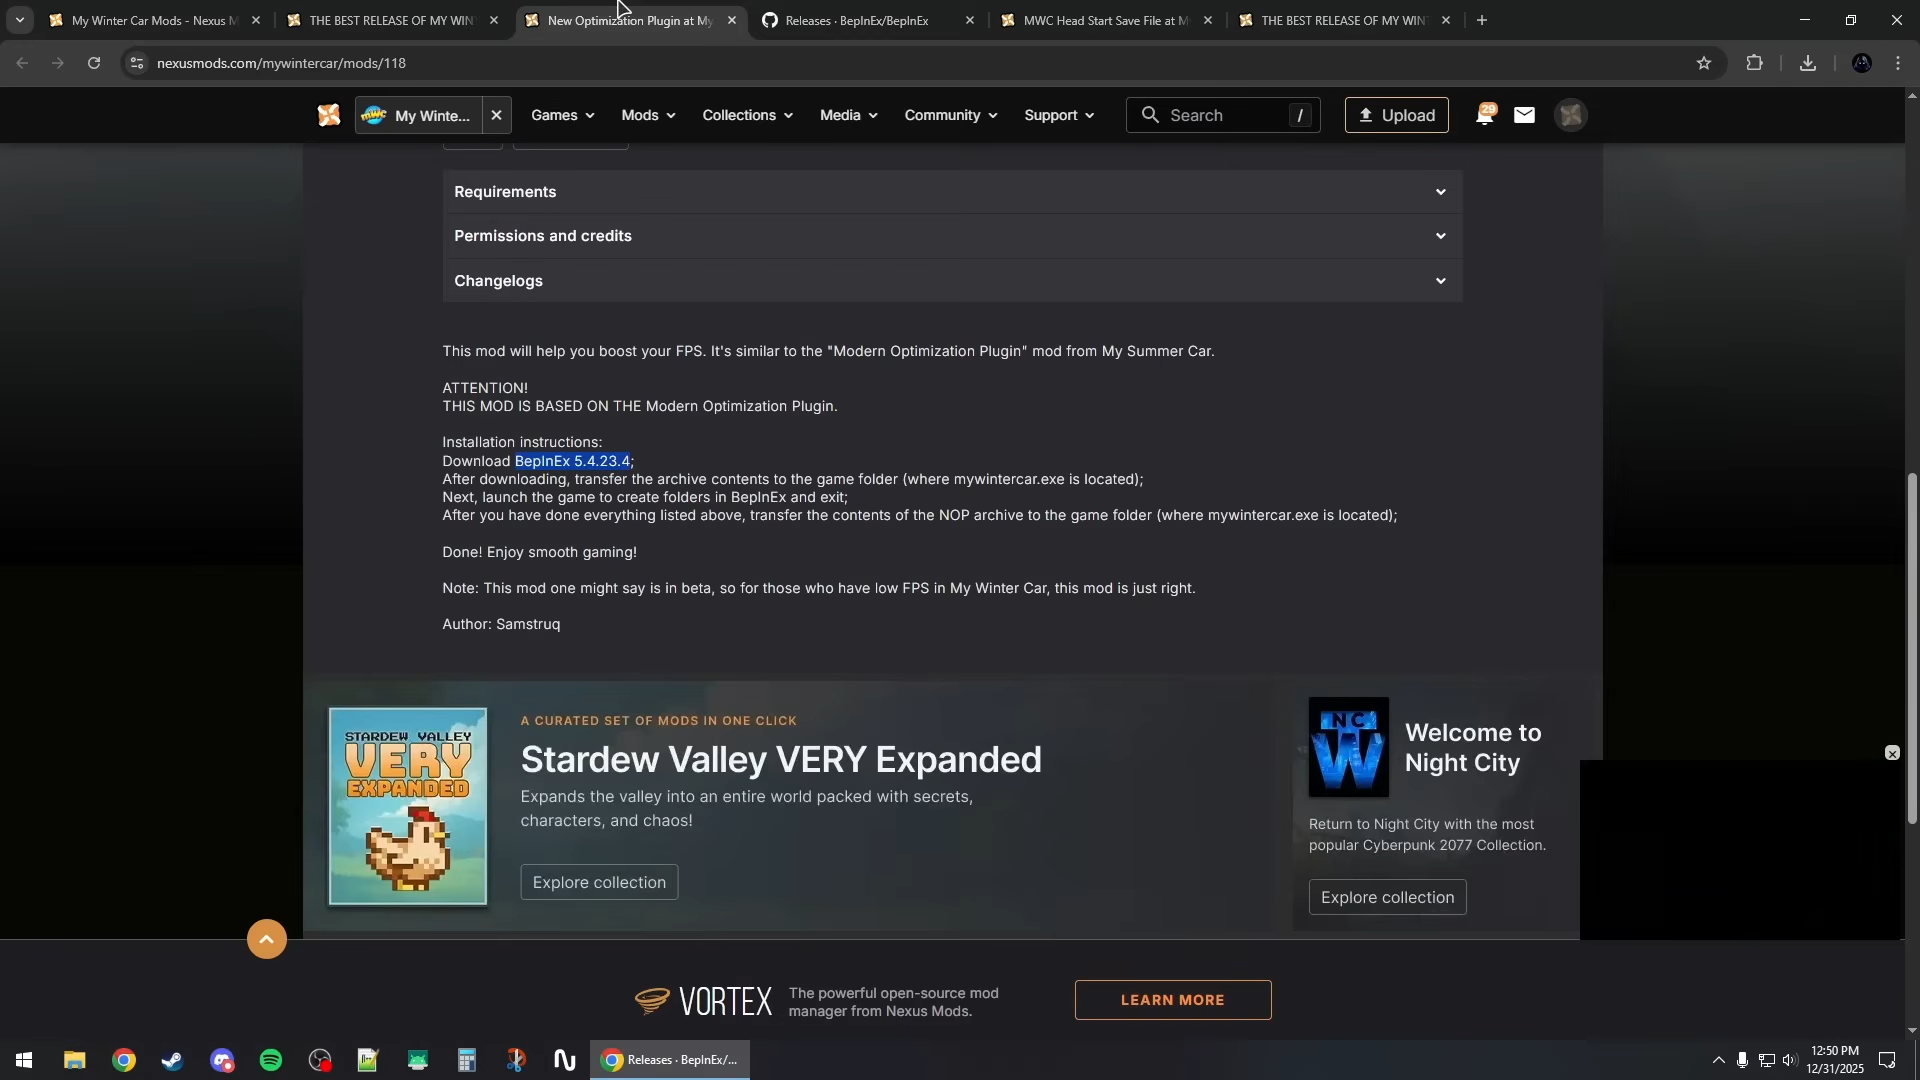 My Winter Car Mods - Nexus M
THE BEST RELEASE OF MY WIN
New Optimization Plugin at My
Releases · BepInEx/BepInEx
MWC Head Start Save File at M
THE BEST RELEASE OF MY WIN
nexusmods.com/mywintercar/mods/118
mwc
My Winte...
Games
Mods
Collections
Media
Community
Support
Search
/
Upload
29
Requirements
Permissions and credits
Changelogs
This mod will help you boost your FPS. It's similar to the "Modern Optimization Plugin" mod from My Summer Car.
ATTENTION!
THIS MOD IS BASED ON THE Modern Optimization Plugin.
Installation instructions:
Download BepInEx 5.4.23.4;
After downloading, transfer the archive contents to the game folder (where mywintercar.exe is located);
Next, launch the game to create folders in BepInEx and exit;
After you have done everything listed above, transfer the contents of the NOP archive to the game folder (where mywintercar.exe is located);
Done! Enjoy smooth gaming!
Note: This mod one might say is in beta, so for those who have low FPS in My Winter Car, this mod is just right.
Author: Samstruq
STARDEW VALLEY
VERY
EXPANDED
A CURATED SET OF MODS IN ONE CLICK
Stardew Valley VERY Expanded
Expands the valley into an entire world packed with secrets,
characters, and chaos!
Explore collection
NC
W
Welcome to
Night City
Return to Night City with the most
popular Cyberpunk 2077 Collection.
Explore collection
VORTEX
The powerful open-source mod
manager from Nexus Mods.
LEARN MORE
Releases · BepInEx/...
12:50 PM
12/31/2025